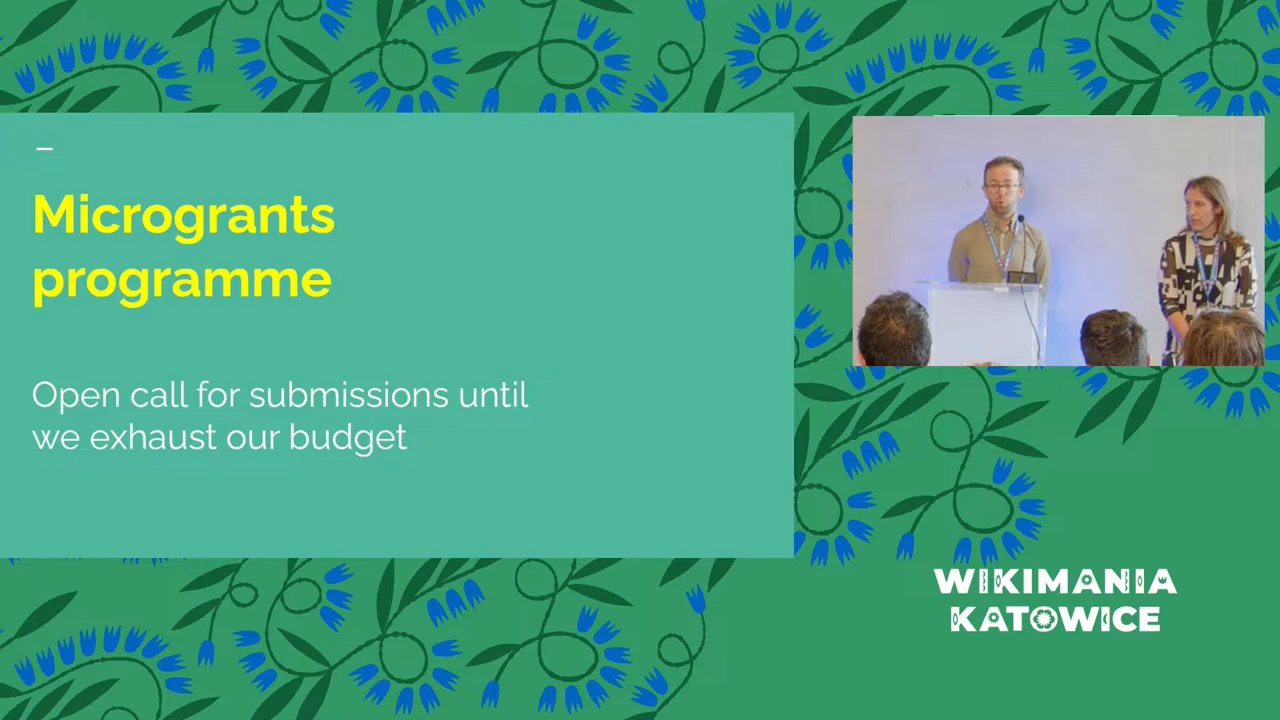 Microgrants
programme
Open call for submissions until
we exhaust our budget
WIKIMANIA
KATOWICE